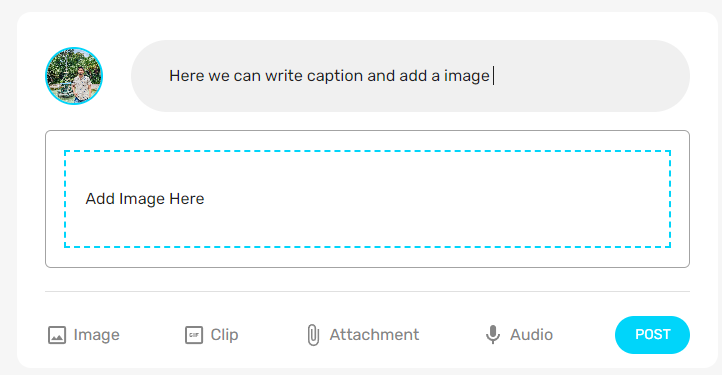 Here we can write caption and add a image
Add Image Here
Image
GIF
Clip
Attachment
Audio
POST